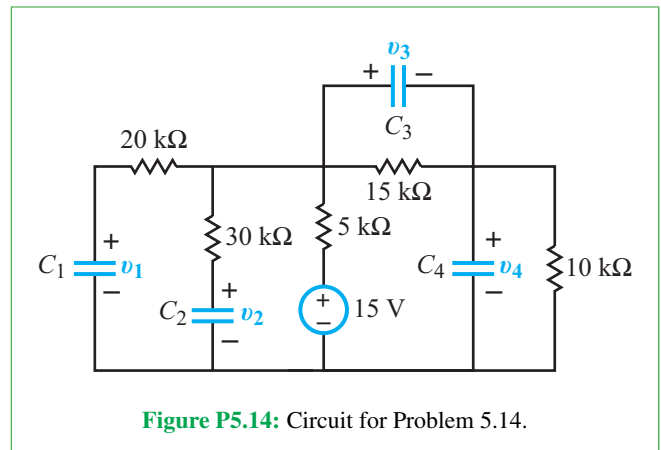 v3
+ −
C3
20 kΩ
15 kΩ
+
30 kΩ
5 kΩ
+
C1
v1
C4
v4
10 kΩ
−
+
+
−
C2
v2
−
15 V
−
Figure P5.14: Circuit for Problem 5.14.